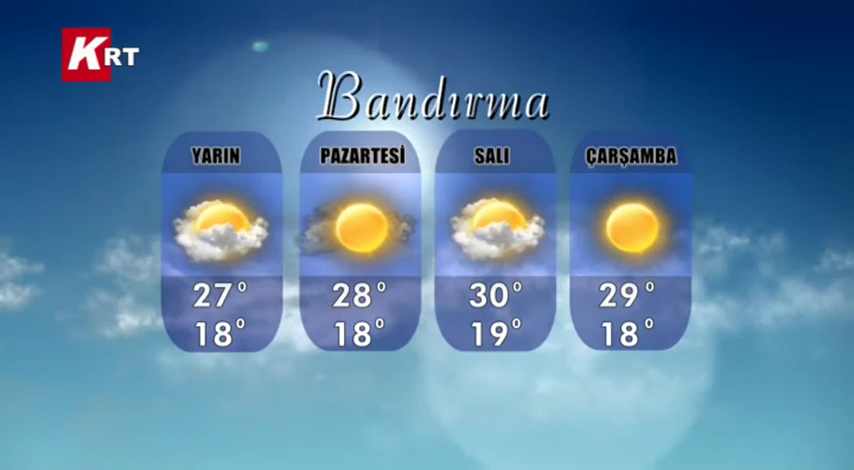 KRT
Bandırma
YARIN
27°
18°
PAZARTESİ
28°
18°
SALI
30°
19°
ÇARŞAMBA
29°
18°